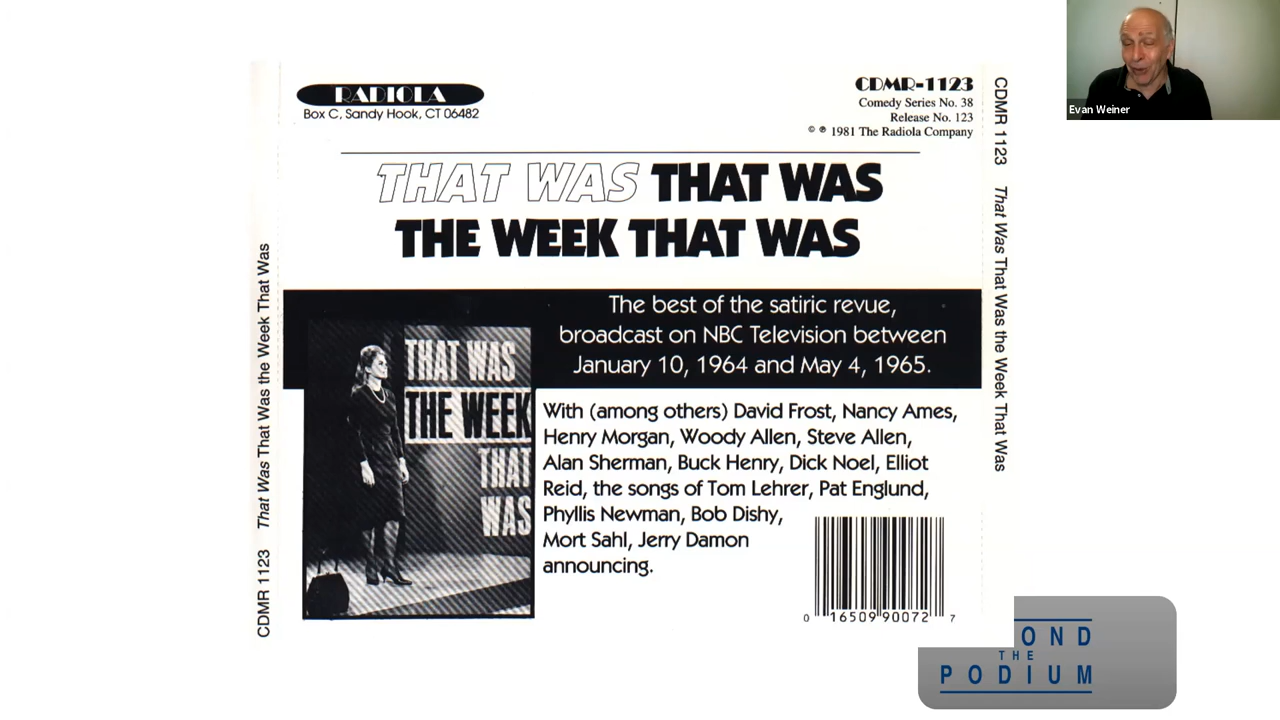 RADIOLA
Box C, Sandy Hook, CT 06482
CDMR-1123
Comedy Series No. 38
Release No. 123
© ℗ 1981 The Radiola Company
THAT WAS THAT WAS
THE WEEK THAT WAS
The best of the satiric revue,
broadcast on NBC Television between
January 10, 1964 and May 4, 1965.
THAT WAS
THE WEEK
THAT
WAS
With (among others) David Frost, Nancy Ames,
Henry Morgan, Woody Allen, Steve Allen,
Alan Sherman, Buck Henry, Dick Noel, Elliot
Reid, the songs of Tom Lehrer, Pat Englund,
Phyllis Newman, Bob Dishy,
Mort Sahl, Jerry Damon
announcing.
0 16509 90072 7
CDMR 1123 That Was That Was the Week That Was
CDMR 1123 That Was That Was the Week That Was
Evan Weiner
OND
THE
PODIUM